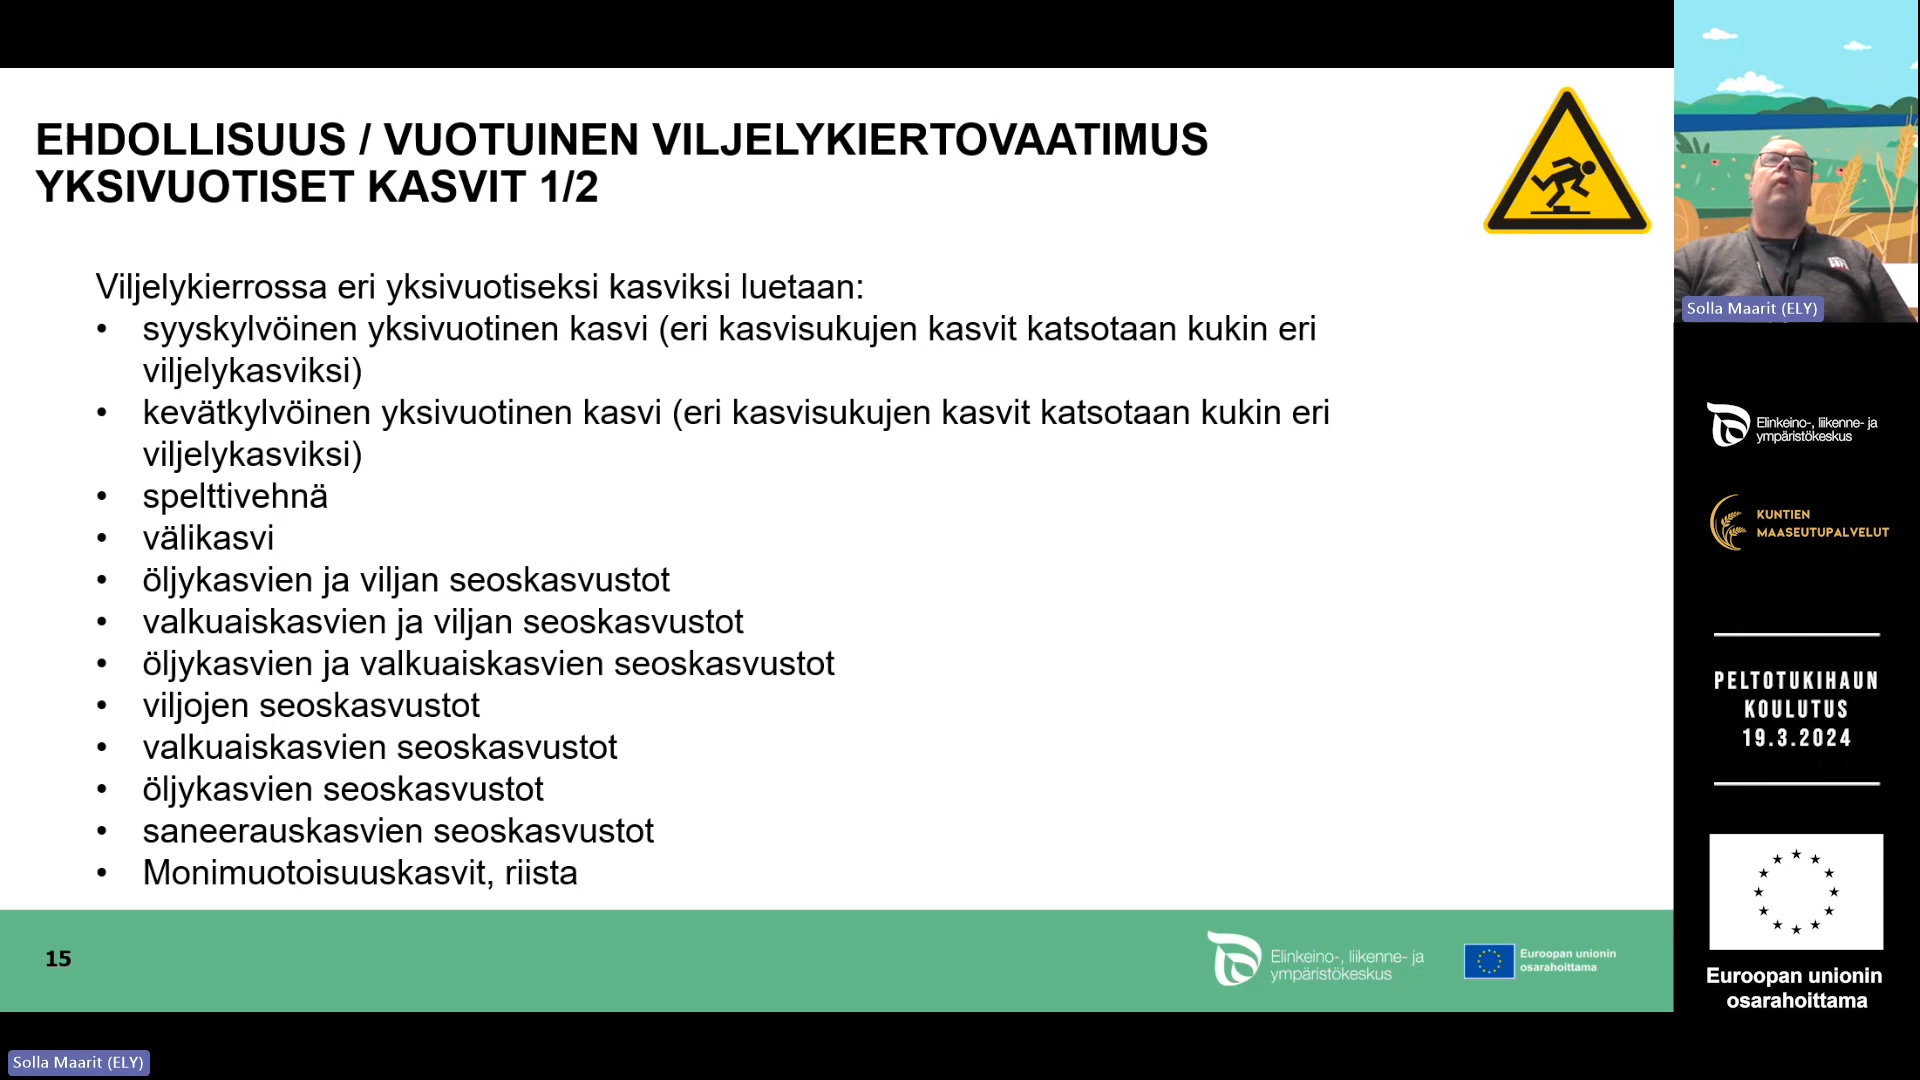 EHDOLLISUUS / VUOTUINEN VILJELYKIERTOVAATIMUS
YKSIVUOTISET KASVIT 1/2
Viljelykierrossa eri yksivuotiseksi kasviksi luetaan:
• syyskylvöinen yksivuotinen kasvi (eri kasvisukujen kasvit katsotaan kukin eri
viljelykasviksi)
• kevätkylvöinen yksivuotinen kasvi (eri kasvisukujen kasvit katsotaan kukin eri
viljelykasviksi)
• spelttivehnä
• välikasvi
• öljykasvien ja viljan seoskasvustot
• valkuaiskasvien ja viljan seoskasvustot
• öljykasvien ja valkuaiskasvien seoskasvustot
• viljojen seoskasvustot
• valkuaiskasvien seoskasvustot
• öljykasvien seoskasvustot
• saneerauskasvien seoskasvustot
• Monimuotoisuuskasvit, riista
15
Elinkeino-, liikenne- ja
ympäristökeskus
Euroopan unionin
osarahoittama
Solla Maarit (ELY)
Elinkeino-, liikenne- ja
ympäristökeskus
KUNTIEN
MAASEUTUPALVELUT
PELTOTUKIHAUN
KOULUTUS
19.3.2024
Euroopan unionin
osarahoittama
Solla Maarit (ELY)